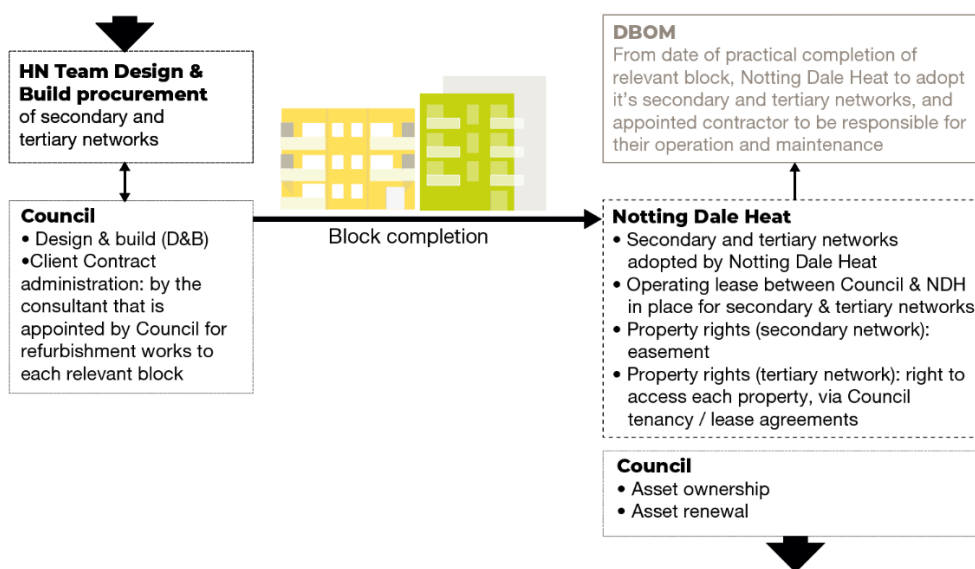 HN Team Design &
Build procurement
of secondary and
tertiary networks
Council
• Design & build (D&B)
•Client Contract
administration: by the
consultant that is
appointed by Council for
refurbishment works to
each relevant block
Block completion
DBOM
From date of practical completion of
relevant block, Notting Dale Heat to adopt
it's secondary and tertiary networks, and
appointed contractor to be responsible for
their operation and maintenance
Notting Dale Heat
• Secondary and tertiary networks
adopted by Notting Dale Heat
• Operating lease between Council & NDH
in place for secondary & tertiary networks
• Property rights (secondary network):
easement
• Property rights (tertiary network): right to
access each property, via Council
tenancy / lease agreements
Council
• Asset ownership
• Asset renewal